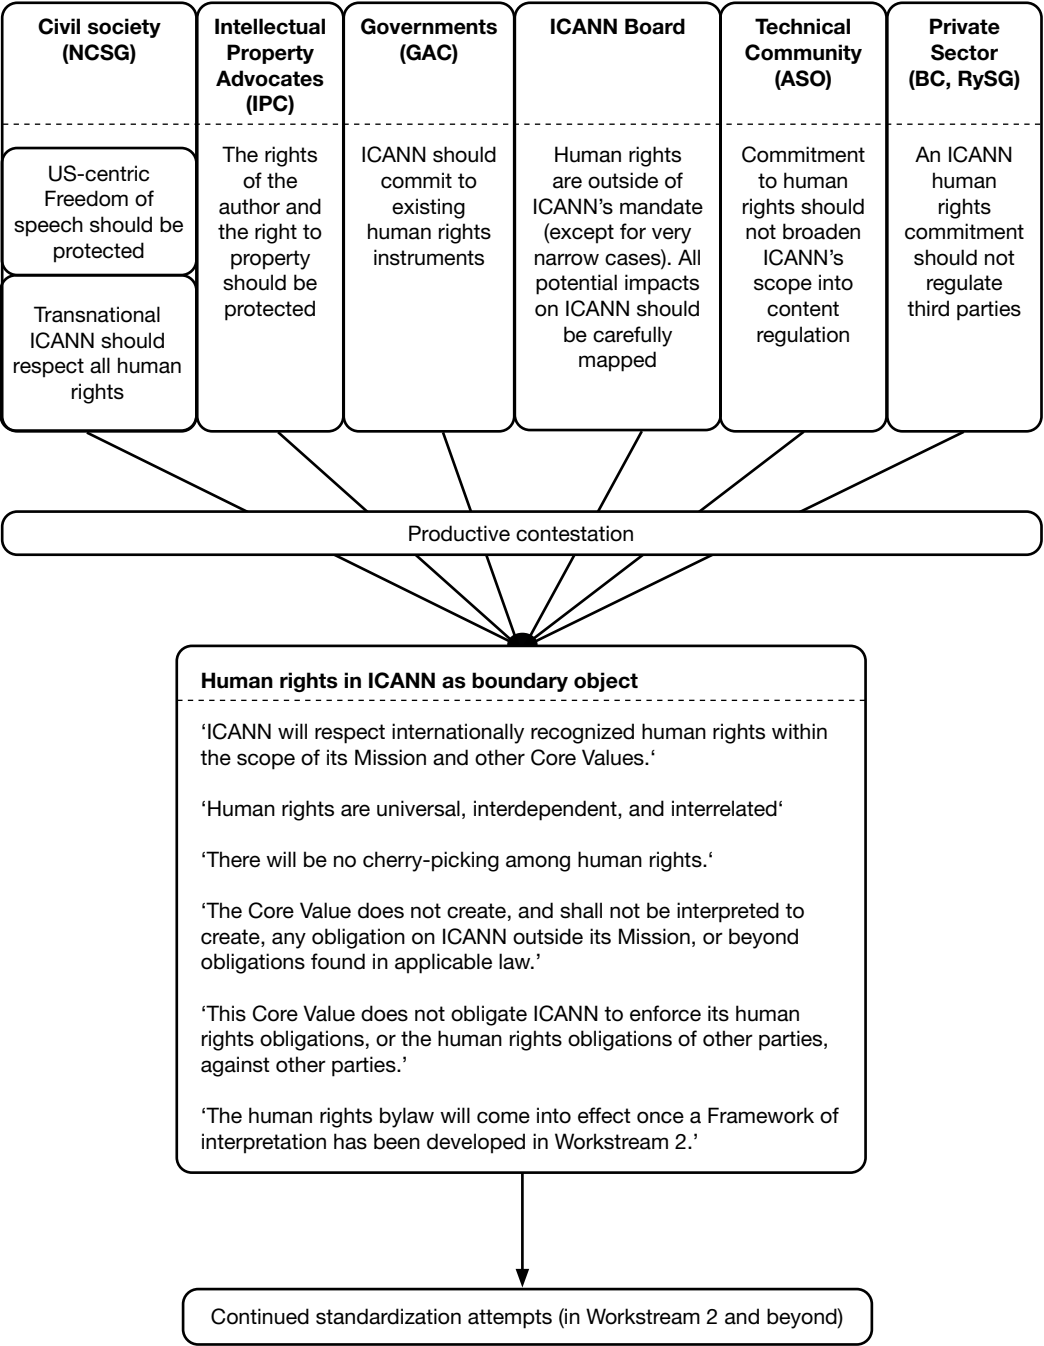 Civil society
(NCSG)
US-centric
Freedom of
speech should be
protected
Transnational
ICANN should
respect all human
rights
Intellectual
Property
Advocates
(IPC)
The rights
of the
author and
the right to
property
should be
protected
Governments
(GAC)
ICANN should
commit to
existing
human rights
instruments
ICANN Board
Human rights
are outside of
ICANN’s mandate
(except for very
narrow cases). All
potential impacts
on ICANN should
be carefully
mapped
Technical
Community
(ASO)
Commitment
to human
rights should
not broaden
ICANN’s
scope into
content
regulation
Private
Sector
(BC, RySG)
An ICANN
human
rights
commitment
should not
regulate
third parties
Productive contestation
Human rights in ICANN as boundary object
‘ICANN will respect internationally recognized human rights within
the scope of its Mission and other Core Values.‘
‘Human rights are universal, interdependent, and interrelated‘
‘There will be no cherry-picking among human rights.‘
‘The Core Value does not create, and shall not be interpreted to
create, any obligation on ICANN outside its Mission, or beyond
obligations found in applicable law.’
‘This Core Value does not obligate ICANN to enforce its human
rights obligations, or the human rights obligations of other parties,
against other parties.’
‘The human rights bylaw will come into effect once a Framework of
interpretation has been developed in Workstream 2.’
Continued standardization attempts (in Workstream 2 and beyond)